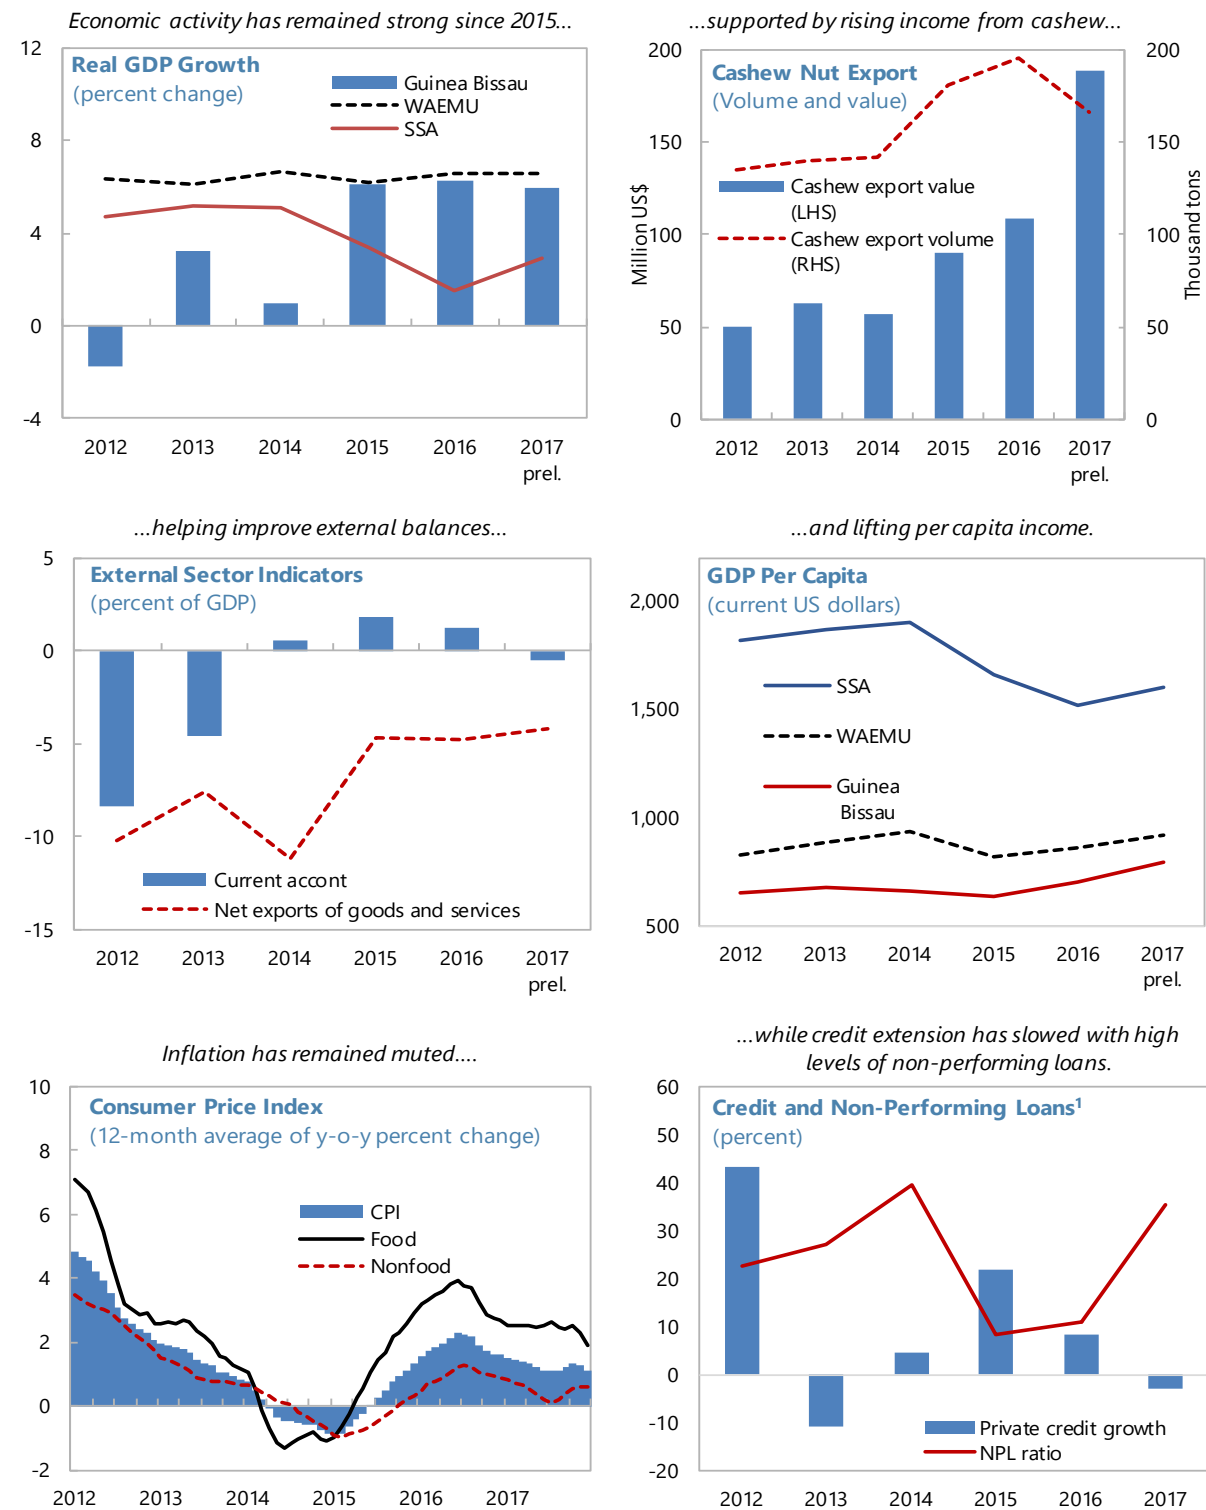 Economic activity has remained strong since 2015...
12
8
4
0
-4
Real GDP Growth
(percent change)
Guinea Bissau
WAEMU
SSA
2012 2013 2014 2015 2016 2017
prel.
...supported by rising income from cashew...
200
150
100
50
0
Million US$
Cashew Nut Export
(Volume and value)
Cashew export value
(LHS)
Cashew export volume
(RHS)
200
150
100
50
0
Thousand tons
2012 2013 2014 2015 2016 2017
prel.
...helping improve external balances...
5
0
-5
-10
-15
External Sector Indicators
(percent of GDP)
Current accont
Net exports of goods and services
2012 2013 2014 2015 2016 2017
prel.
...and lifting per capita income.
2,000
1,500
1,000
500
GDP Per Capita
(current US dollars)
SSA
WAEMU
Guinea
Bissau
2012 2013 2014 2015 2016 2017
prel.
Inflation has remained muted....
10
8
6
4
2
0
-2
Consumer Price Index
(12-month average of y-o-y percent change)
CPI
Food
Nonfood
2012 2013 2014 2015 2016 2017
...while credit extension has slowed with high
levels of non-performing loans.
60
50
40
30
20
10
0
-10
-20
Credit and Non-Performing Loans¹
(percent)
Private credit growth
NPL ratio
2012 2013 2014 2015 2016 2017